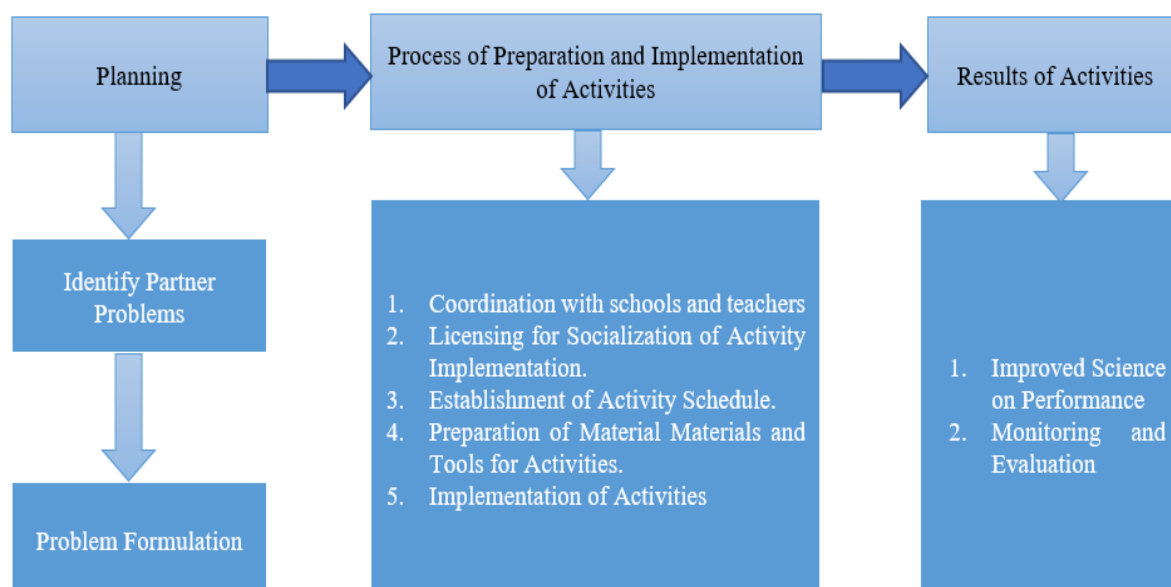 Planning
Process of Preparation and Implementation
of Activities
Results of Activities
Identify Partner
Problems
Problem Formulation
1. Coordination with schools and teachers
2. Licensing for Socialization of Activity
Implementation.
3. Establishment of Activity Schedule.
4. Preparation of Material Materials and
Tools for Activities.
5. Implementation of Activities
1. Improved Science
on Performance
2. Monitoring and
Evaluation